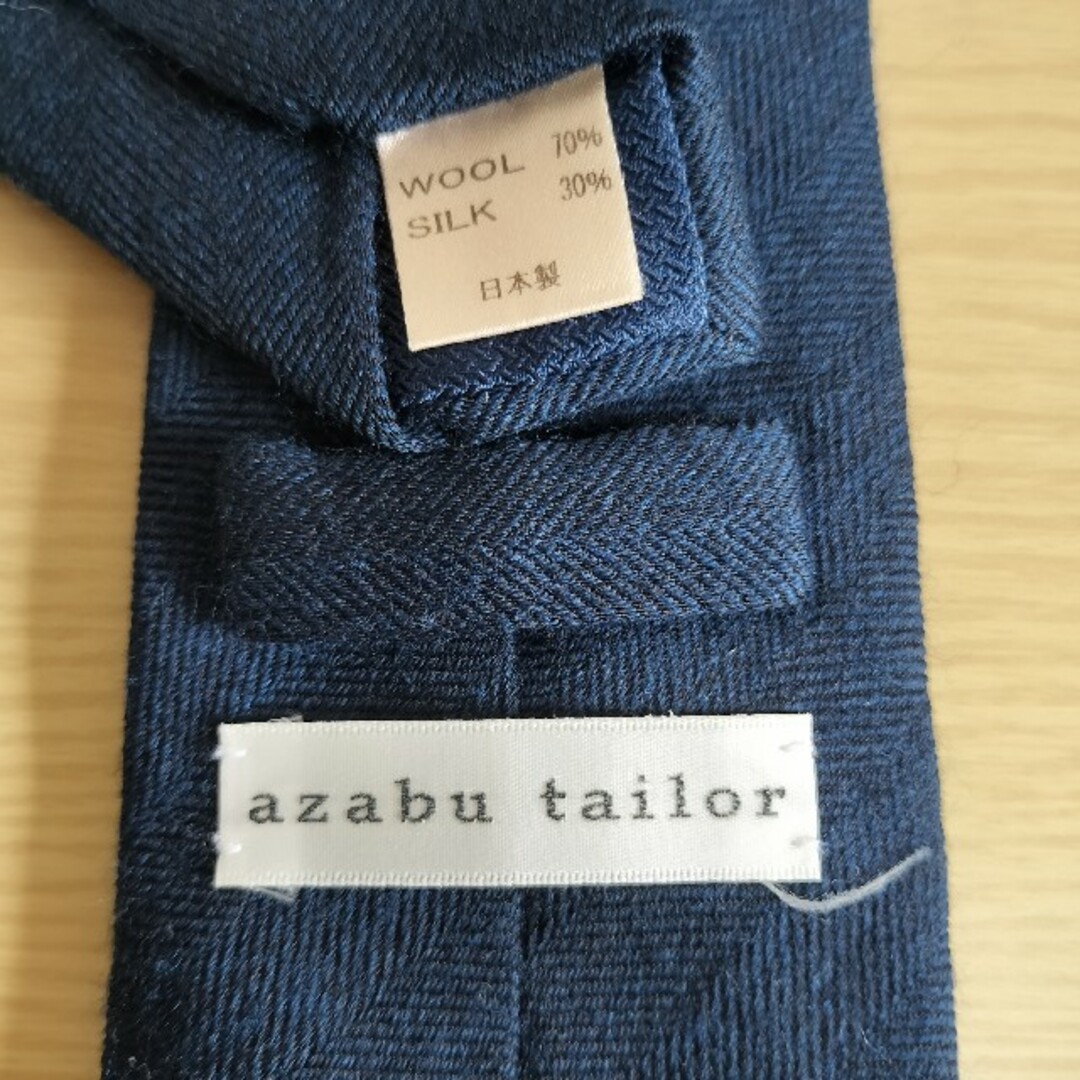 WOOL 70%
SILK 30%
日本製
azabu tailor